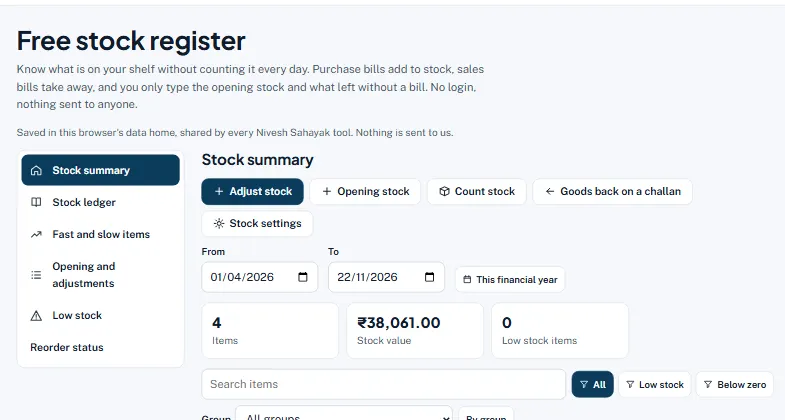 Free stock register
Know what is on your shelf without counting it every day. Purchase bills add to stock, sales
bills take away, and you only type the opening stock and what left without a bill. No login,
nothing sent to anyone.
Saved in this browser's data home, shared by every Nivesh Sahayak tool. Nothing is sent to us.
Stock summary
Stock ledger
Fast and slow items
Opening and
adjustments
Low stock
Reorder status
Stock summary
+ Adjust stock
+ Opening stock
Count stock
← Goods back on a challan
Stock settings
From
To
01/04/2026
22/11/2026
This financial year
4
Items
₹38,061.00
Stock value
0
Low stock items
Search items
All
Low stock
Below zero
Group
All groups
By group